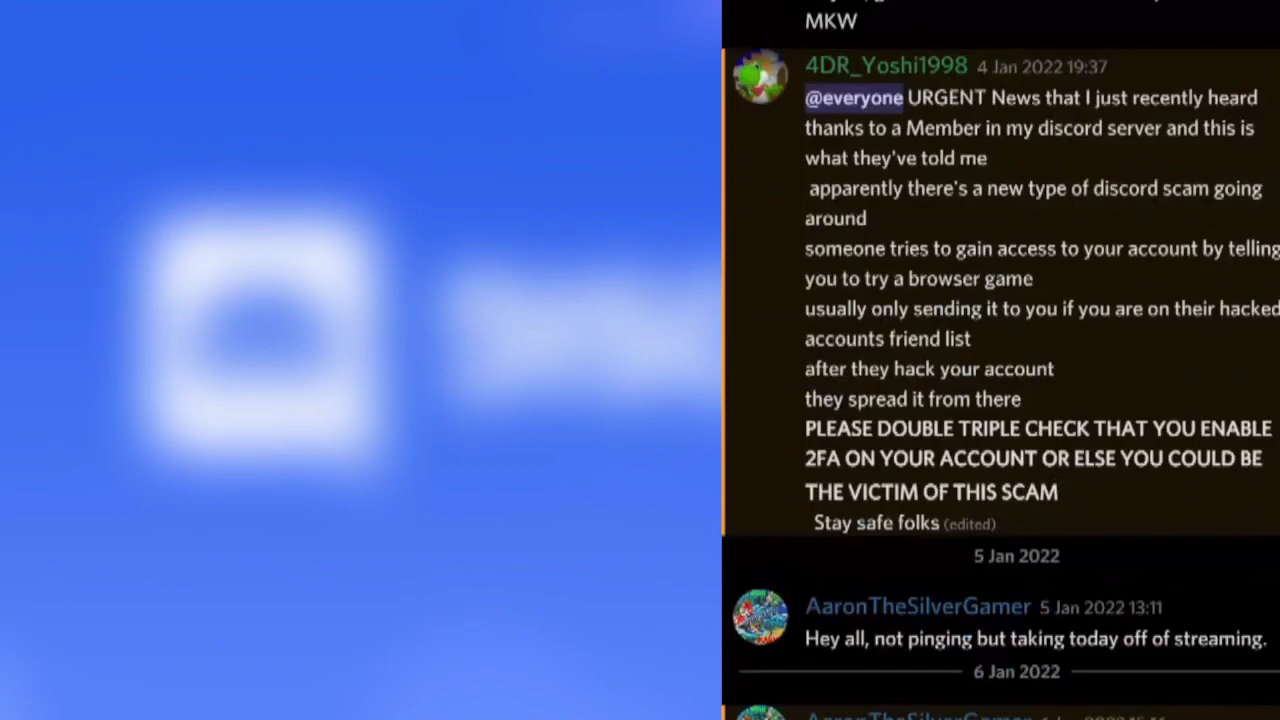 MKW
4DR_Yoshi1998 4 Jan 2022 19:37
@everyone URGENT News that I just recently heard
thanks to a Member in my discord server and this is
what they've told me
apparently there's a new type of discord scam going
around
someone tries to gain access to your account by telling
you to try a browser game
usually only sending it to you if you are on their hacked
accounts friend list
after they hack your account
they spread it from there
PLEASE DOUBLE TRIPLE CHECK THAT YOU ENABLE
2FA ON YOUR ACCOUNT OR ELSE YOU COULD BE
THE VICTIM OF THIS SCAM
Stay safe folks (edited)
5 Jan 2022
AaronTheSilverGamer 5 Jan 2022 13:11
Hey all, not pinging but taking today off of streaming.
6 Jan 2022
AaronTheSilverGamer